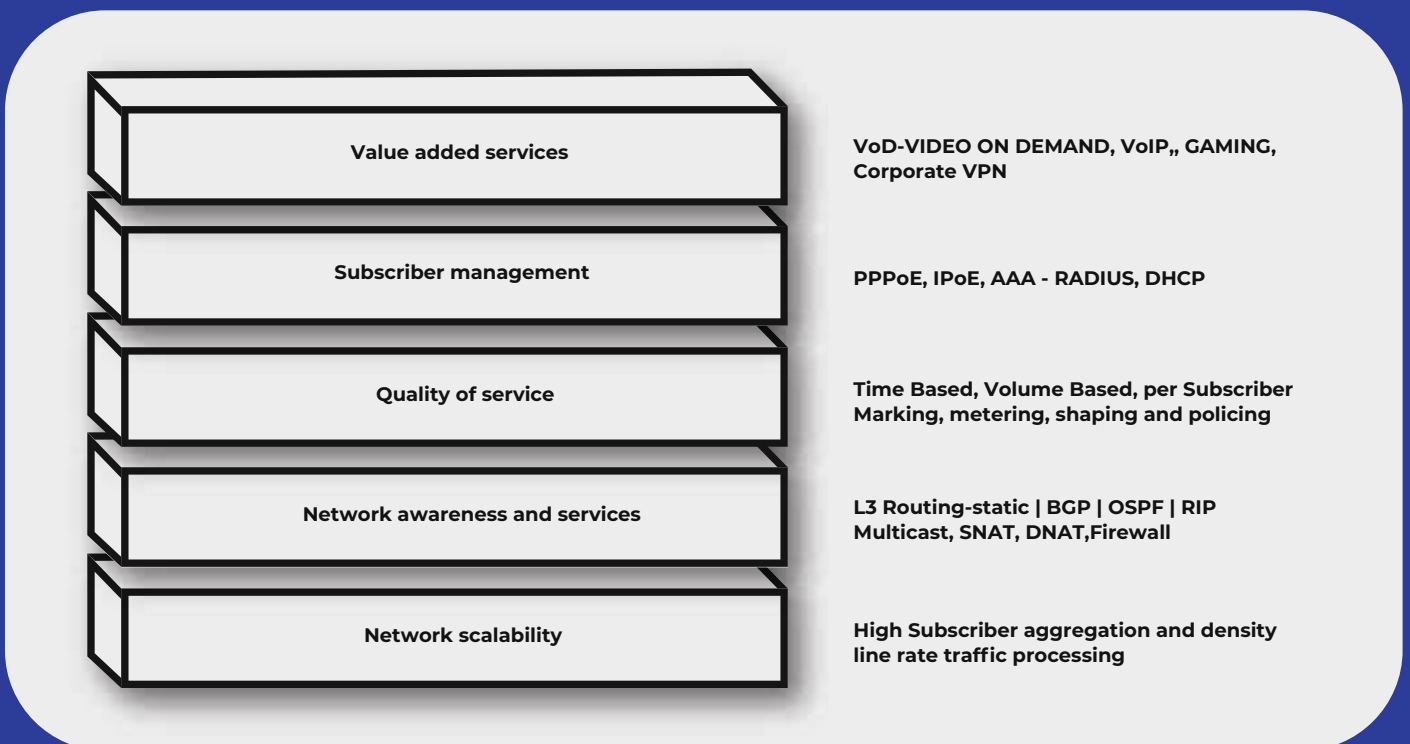 Value added services
VoD-VIDEO ON DEMAND, VoIP,, GAMING,
Corporate VPN
Subscriber management
PPPoE, IPoE, AAA - RADIUS, DHCP
Quality of service
Time Based, Volume Based, per Subscriber
Marking, metering, shaping and policing
Network awareness and services
L3 Routing-static | BGP | OSPF | RIP
Multicast, SNAT, DNAT,Firewall
Network scalability
High Subscriber aggregation and density
line rate traffic processing